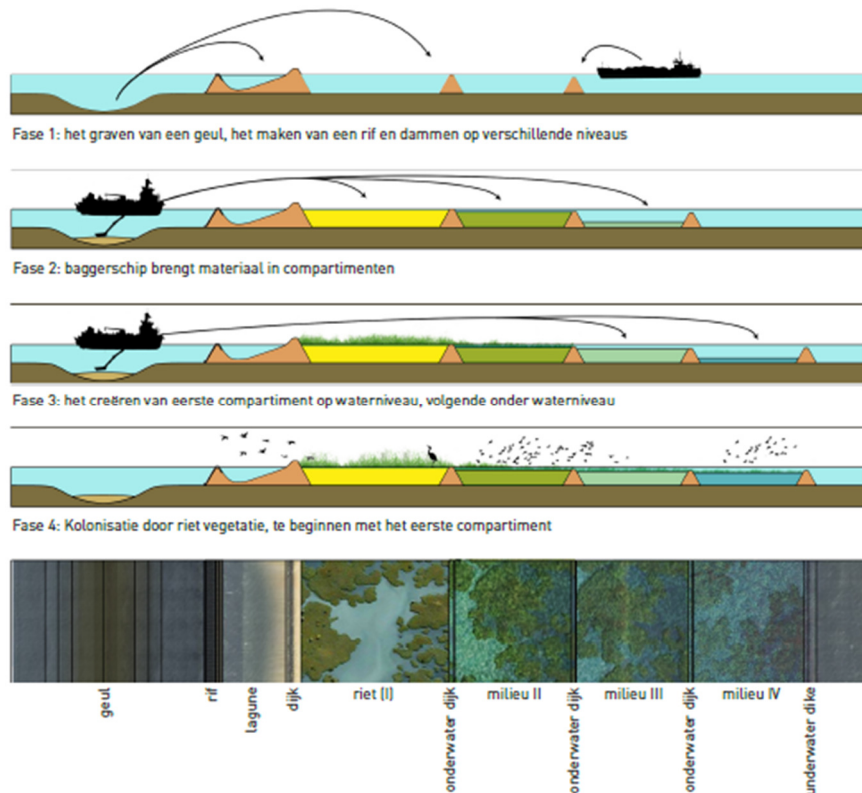 Fase 1: het graven van een geul, het maken van een rif en dammen op verschillende niveaus
Fase 2: baggerschip brengt materiaal in compartimenten
Fase 3: het creëren van eerste compartiment op waterniveau, volgende onder waterniveau
Fase 4: Kolonisatie door riet vegetatie, te beginnen met het eerste compartiment
geul
rif
lagune
dijk
riet (I)
onderwater dijk
milieu II
onderwater dijk
milieu III
onderwater dijk
milieu IV
underwater dike